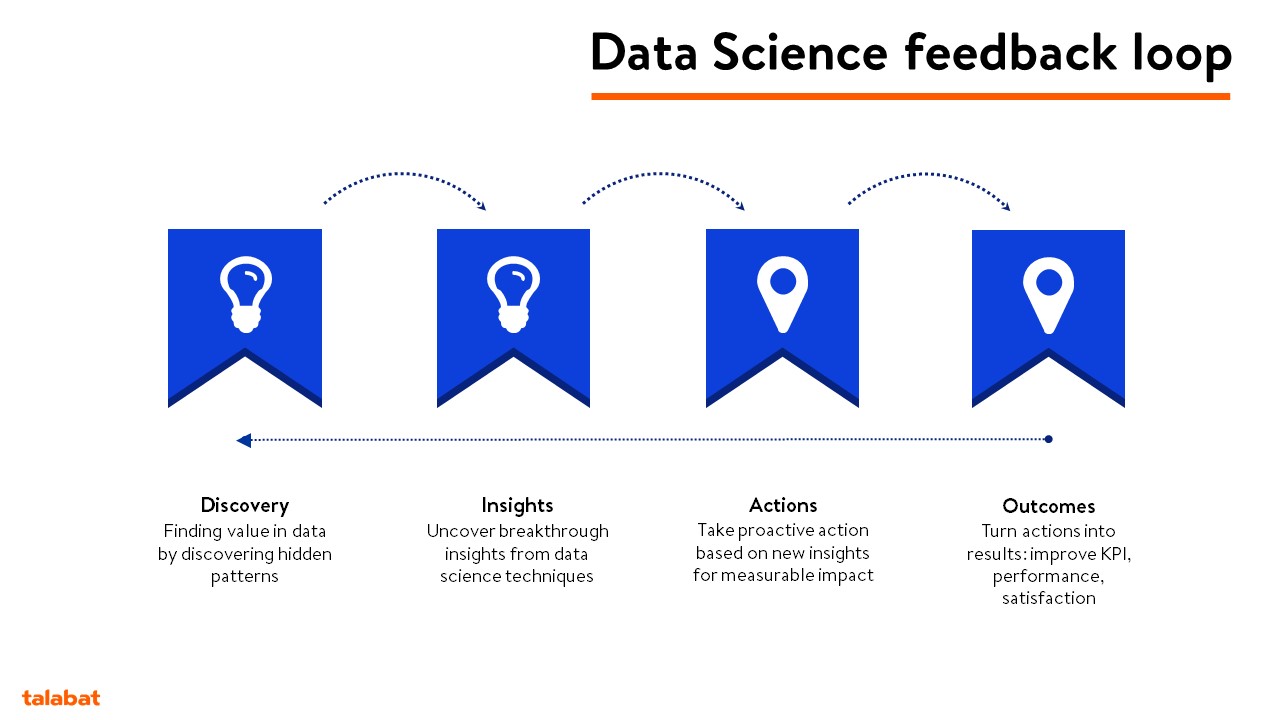 Data Science feedback loop
Discovery
Finding value in data
by discovering hidden
patterns
Insights
Uncover breakthrough
insights from data
science techniques
Actions
Take proactive action
based on new insights
for measurable impact
Outcomes
Turn actions into
results: improve KPI,
performance,
satisfaction
talabat